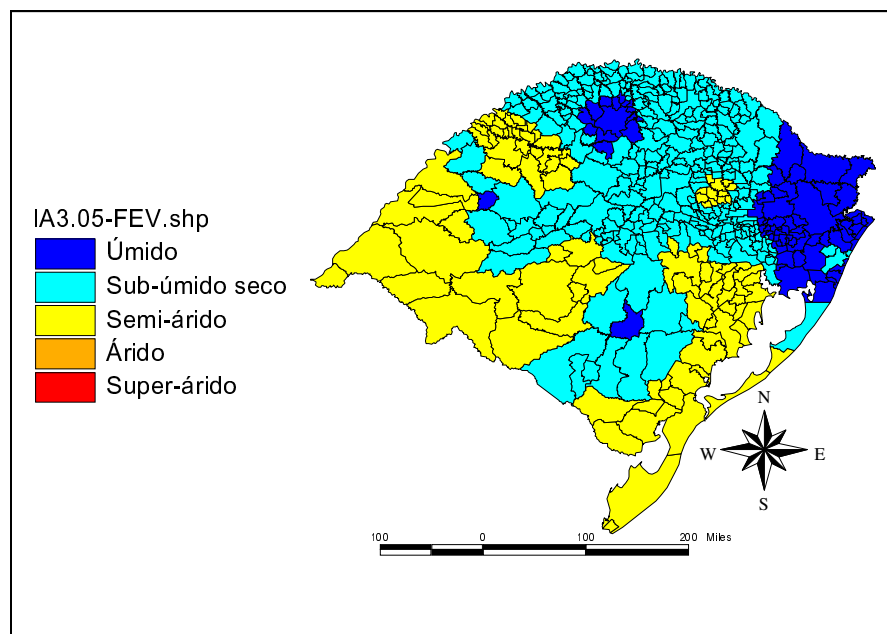 IA3.05-FEV.shp
Úmido
Sub-úmido seco
Semi-árido
Árido
Super-árido
N
W
E
S
100
0
100
200
Miles